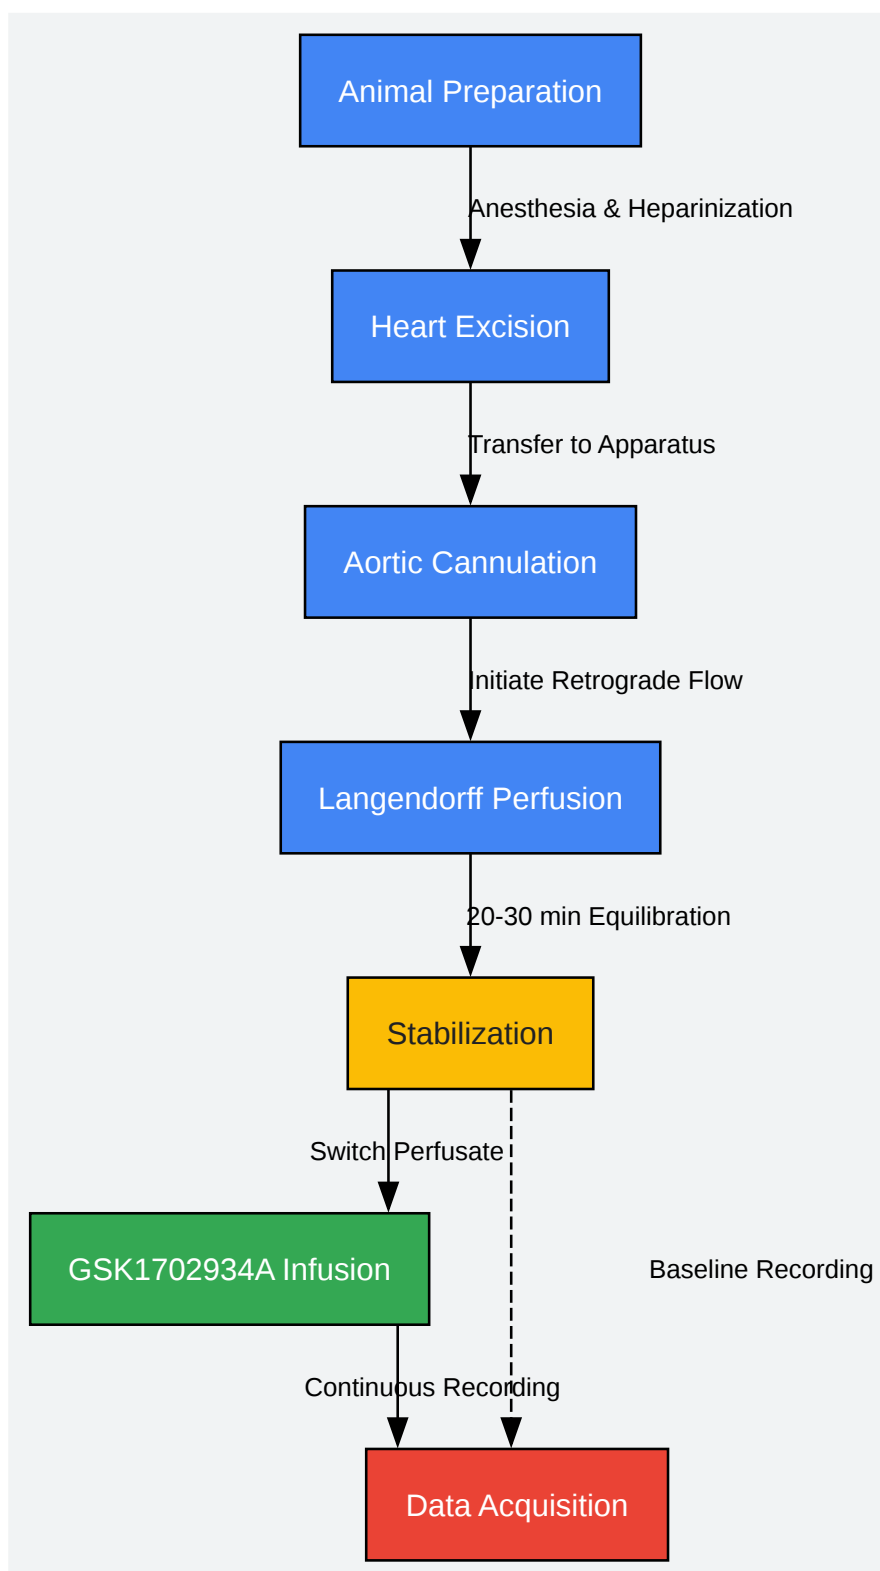 Animal Preparation
Anesthesia & Heparinization
Heart Excision
Transfer to Apparatus
Aortic Cannulation
Initiate Retrograde Flow
Langendorff Perfusion
20-30 min Equilibration
Stabilization
Switch Perfusate
GSK1702934A Infusion
Baseline Recording
Continuous Recording
Data Acquisition